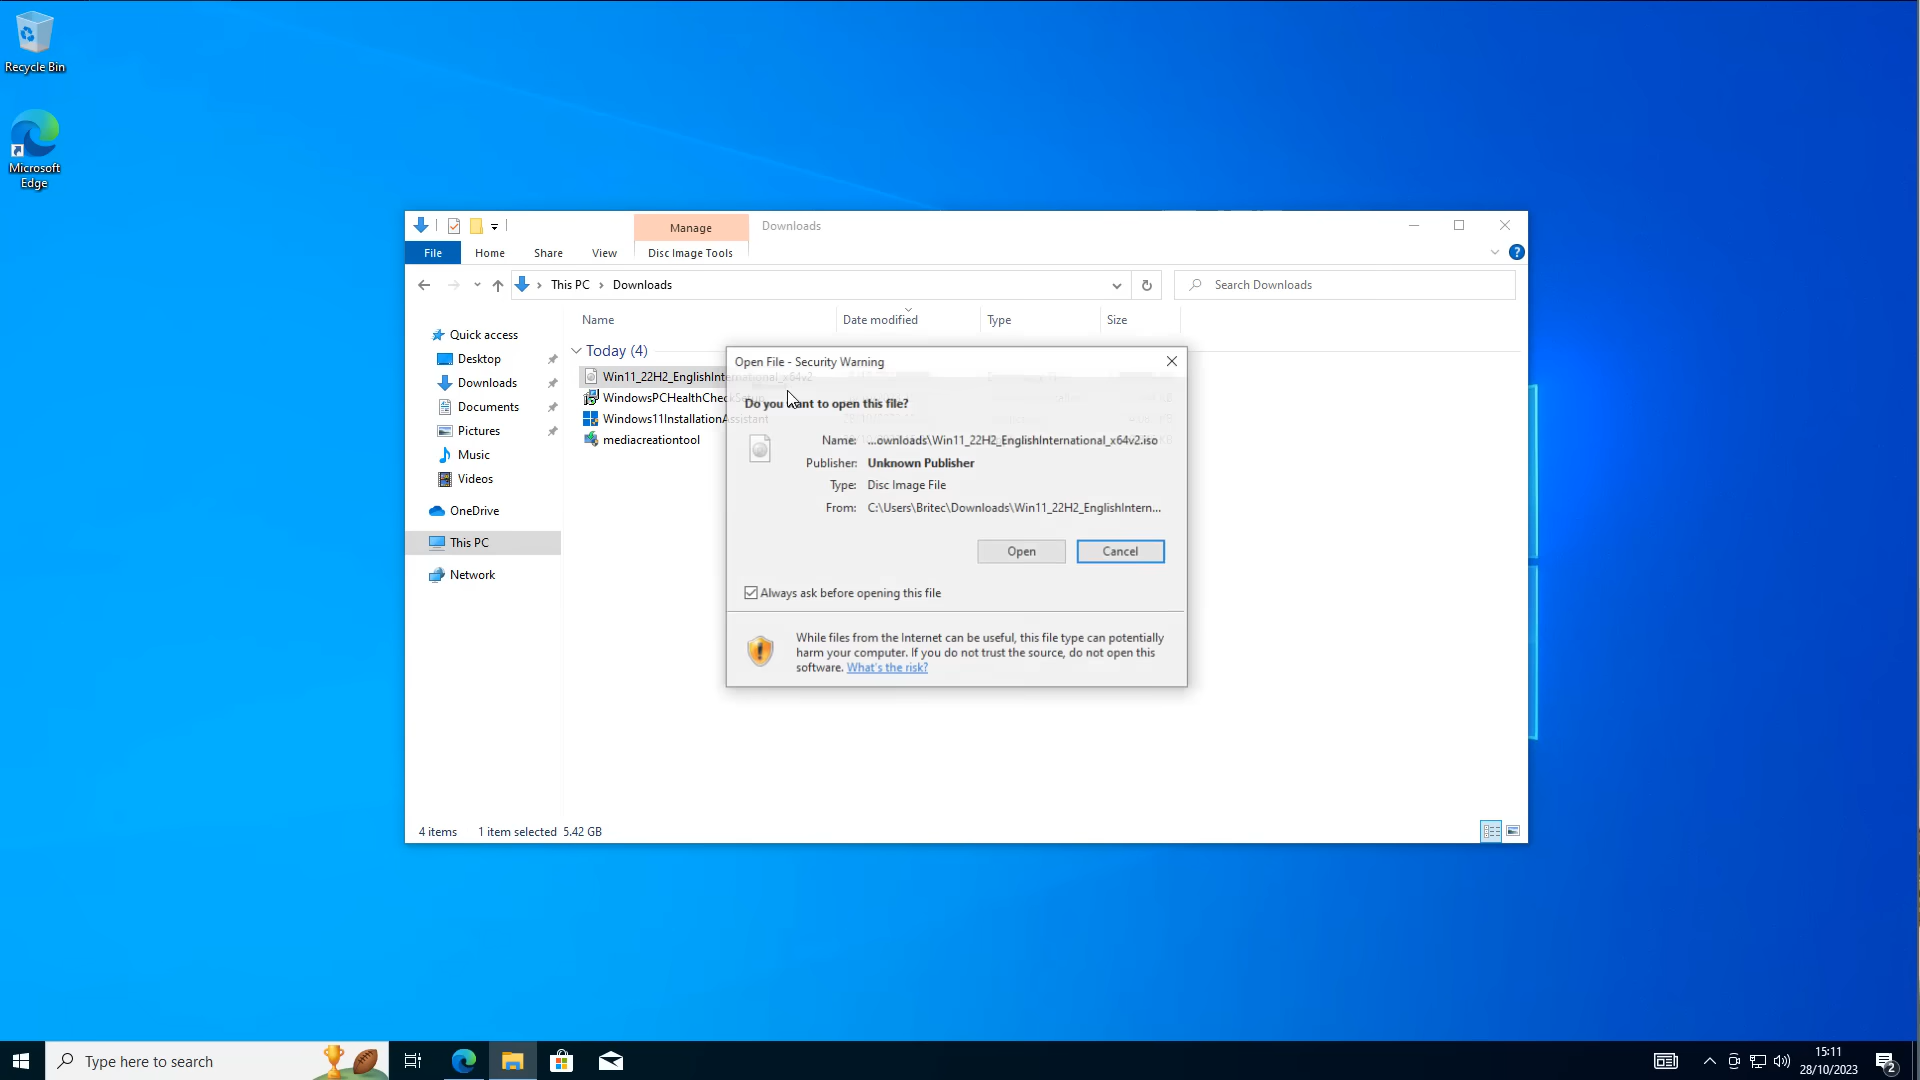 Recycle Bin
Microsoft
Edge
Manage
Downloads
File
Home
Share
View
Disc Image Tools
This PC
Downloads
Search Downloads
Name
Date modified
Type
Size
Quick access
Desktop
Downloads
Documents
Pictures
Music
Videos
OneDrive
This PC
Network
Today (4)
Win11_22H2_EnglishInternational_x64v2
WindowsPCHealthCheckSetup
Windows11InstallationAssistant
mediacreationtool
Open File - Security Warning
Do you want to open this file?
Name: ...ownloads\Win11_22H2_EnglishInternational_x64v2.iso
Publisher: Unknown Publisher
Type: Disc Image File
From: C:\Users\Britec\Downloads\Win11_22H2_EnglishIntern...
Open
Cancel
Always ask before opening this file
While files from the Internet can be useful, this file type can potentially
harm your computer. If you do not trust the source, do not open this
software. What's the risk?
4 items
1 item selected 5.42 GB
Type here to search
15:11
28/10/2023
2